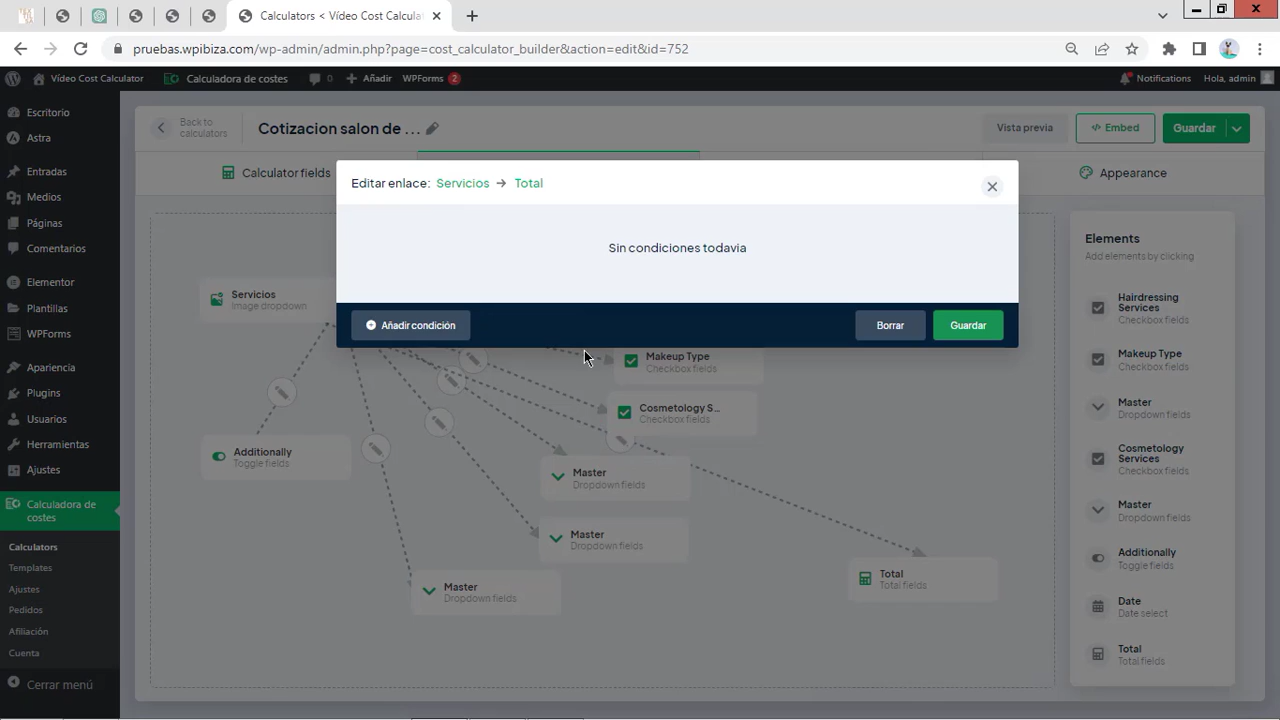 Calculators < Vídeo Cost Calcula
pruebas.wpibiza.com/wp-admin/admin.php?page=cost_calculator_builder&action=edit&id=752
Vídeo Cost Calculator
Calculadora de costes
0
Añadir
WPForms
2
Notifications
Hola, admin
Escritorio
Astra
Entradas
Medios
Páginas
Comentarios
Elementor
Plantillas
WPForms
Apariencia
Plugins
Usuarios
Herramientas
Ajustes
Calculadora de
costes
Calculators
Templates
Ajustes
Pedidos
Afiliación
Cuenta
Cerrar menú
Back to
calculators
Cotizacion salon de ...
Vista previa
Embed
Guardar
Calculator fields
Appearance
Editar enlace: Servicios → Total
Sin condiciones todavia
Añadir condición
Borrar
Guardar
Servicios
Image dropdown
Makeup Type
Checkbox fields
Cosmetology S...
Checkbox fields
Additionally
Toggle fields
Master
Dropdown fields
Master
Dropdown fields
Master
Dropdown fields
Total
Total fields
Elements
Add elements by clicking
Hairdressing
Services
Checkbox fields
Makeup Type
Checkbox fields
Master
Dropdown fields
Cosmetology
Services
Checkbox fields
Master
Dropdown fields
Additionally
Toggle fields
Date
Date select
Total
Total fields